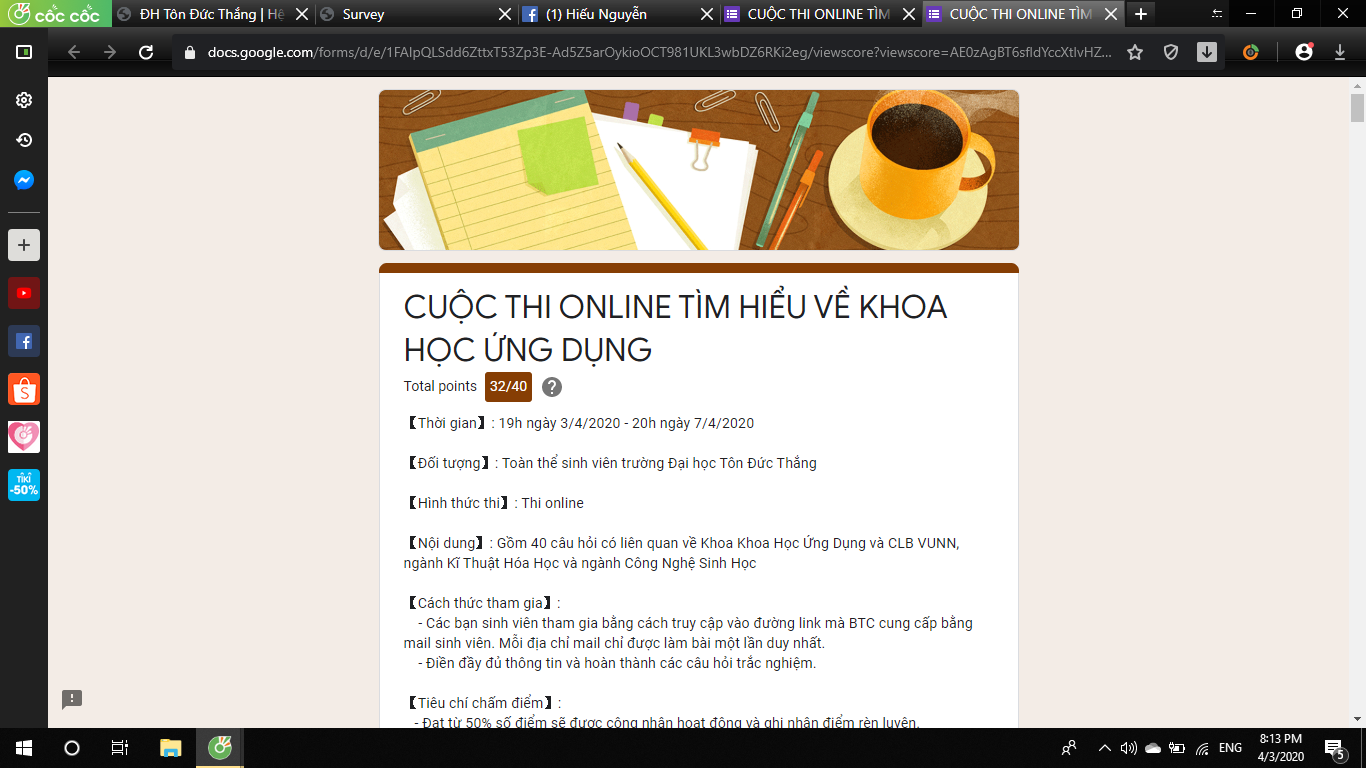 cốc cốc
ĐH Tôn Đức Thắng | Hệ
Survey
(1) Hiếu Nguyễn
CUỘC THI ONLINE TÌM
CUỘC THI ONLINE TÌM
docs.google.com/forms/d/e/1FAIpQLSdd6ZttxT53Zp3E-Ad5Z5arOykioOCT981UKL3wbDZ6RKi2eg/viewscore?viewscore=AE0zAgBT6sfldYccXtlvHZ...
TIKI
-50%
CUỘC THI ONLINE TÌM HIỂU VỀ KHOA
HỌC ỨNG DỤNG
Total points 32/40
【Thời gian】: 19h ngày 3/4/2020 - 20h ngày 7/4/2020
【Đối tượng】: Toàn thể sinh viên trường Đại học Tôn Đức Thắng
【Hình thức thi】: Thi online
【Nội dung】: Gồm 40 câu hỏi có liên quan về Khoa Khoa Học Ứng Dụng và CLB VUNN,
ngành Kĩ Thuật Hóa Học và ngành Công Nghệ Sinh Học
【Cách thức tham gia】:
- Các bạn sinh viên tham gia bằng cách truy cập vào đường link mà BTC cung cấp bằng
mail sinh viên. Mỗi địa chỉ mail chỉ được làm bài một lần duy nhất.
- Điền đầy đủ thông tin và hoàn thành các câu hỏi trắc nghiệm.
【Tiêu chí chấm điểm】:
- Đạt từ 50% số điểm sẽ được công nhận hoạt động và ghi nhận điểm rèn luyện.
ENG
8:13 PM
4/3/2020
5